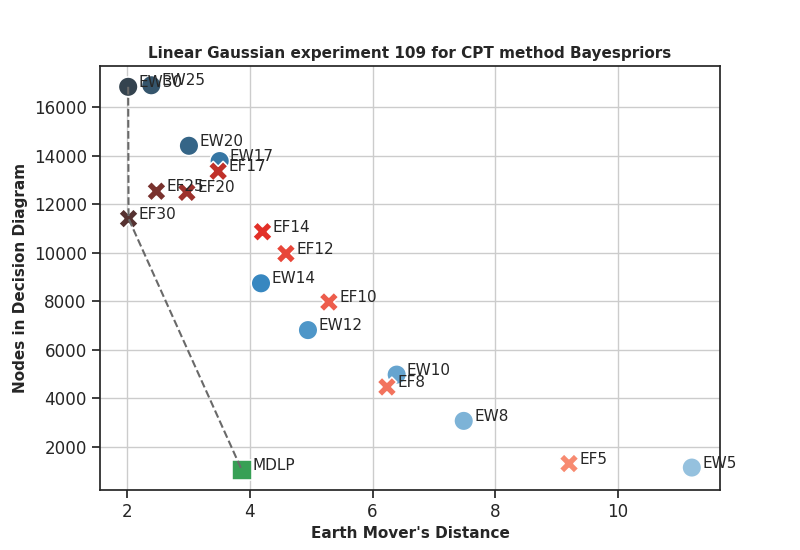 Linear Gaussian experiment 109 for CPT method Bayespriors
EW30
EW25
16000
EW20
14000
EW17
EF17
EF25
EF20
12000
EF30
EF14
10000
EF12
EW14
8000
EF10
EW12
6000
EW10
EF8
4000
EW8
2000
EF5
EW5
MDLP
Nodes in Decision Diagram
2 4 6 8 10
Earth Mover's Distance